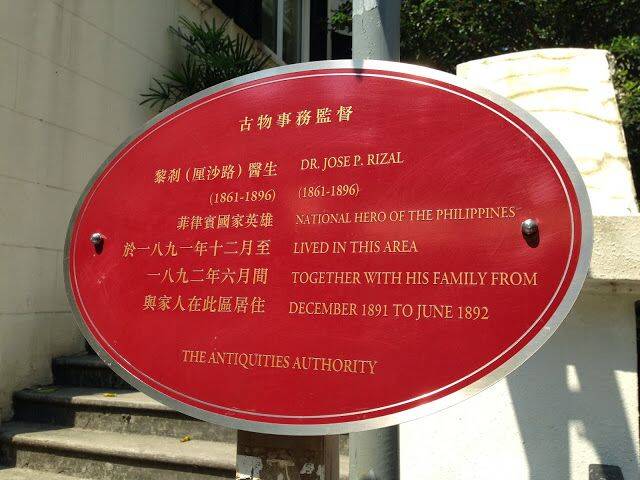 古物事務監督
黎刹 (厘沙路) 醫生
(1861-1896)
菲律賓國家英雄
於一八九一年十二月至
一八九二年六月間
與家人在此區居住
DR. JOSE P. RIZAL
(1861-1896)
NATIONAL HERO OF THE PHILIPPINES
LIVED IN THIS AREA
TOGETHER WITH HIS FAMILY FROM
DECEMBER 1891 TO JUNE 1892
THE ANTIQUITIES AUTHORITY